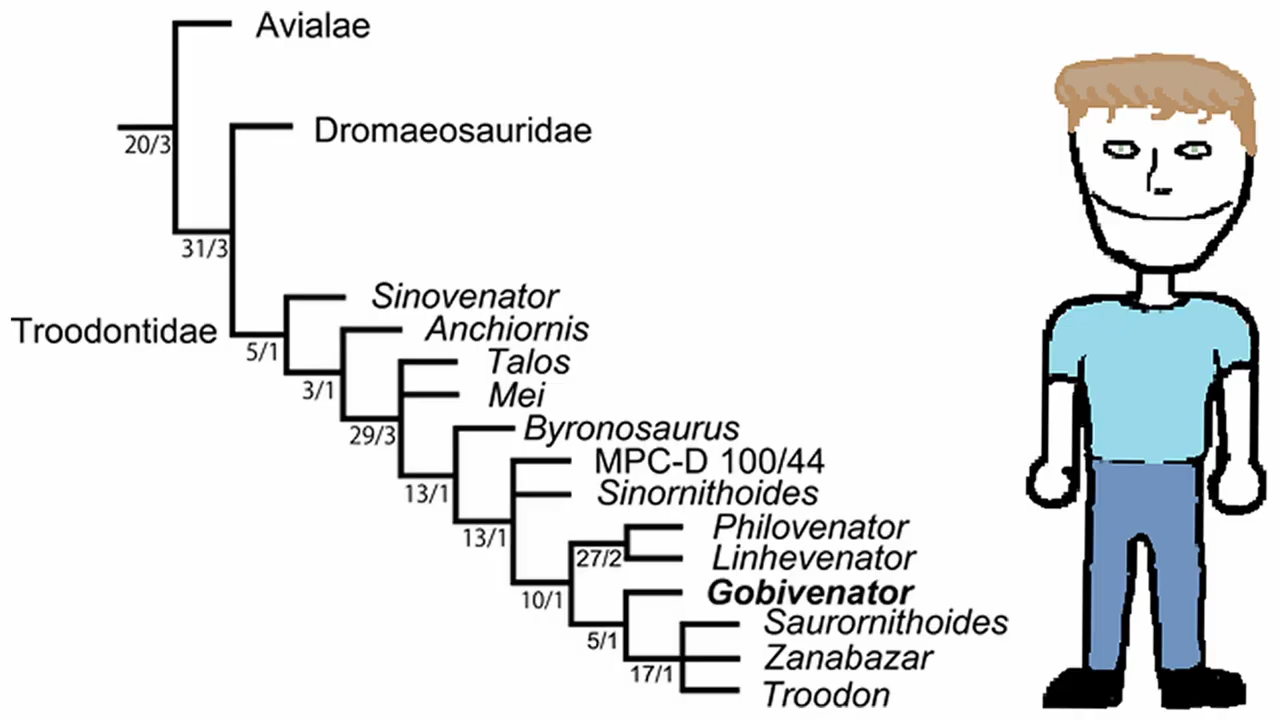 Avialae
20/3
Dromaeosauridae
31/3
Sinovenator
Troodontidae
Anchiornis
5/1
Talos
3/1
Mei
Byronosaurus
29/3
MPC-D 100/44
13/1
Sinornithoides
Philovenator
13/1
27/2
Linhevenator
Gobivenator
10/1
Saurornithoides
5/1
Zanabazar
17/1
Troodon